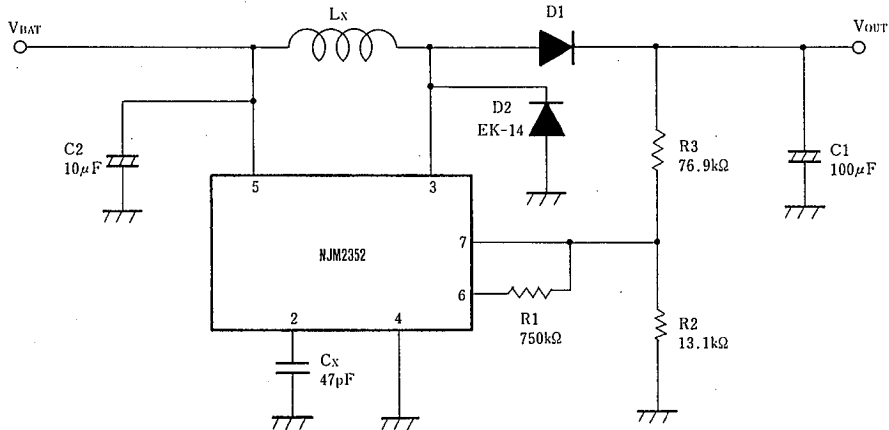 VBAT
LX
D1
VOUT
D2
EK-14
C2
10μF
R3
76.9kΩ
C1
100μF
5
3
NJM2352
7
6
R1
750kΩ
2
4
R2
13.1kΩ
CX
47pF